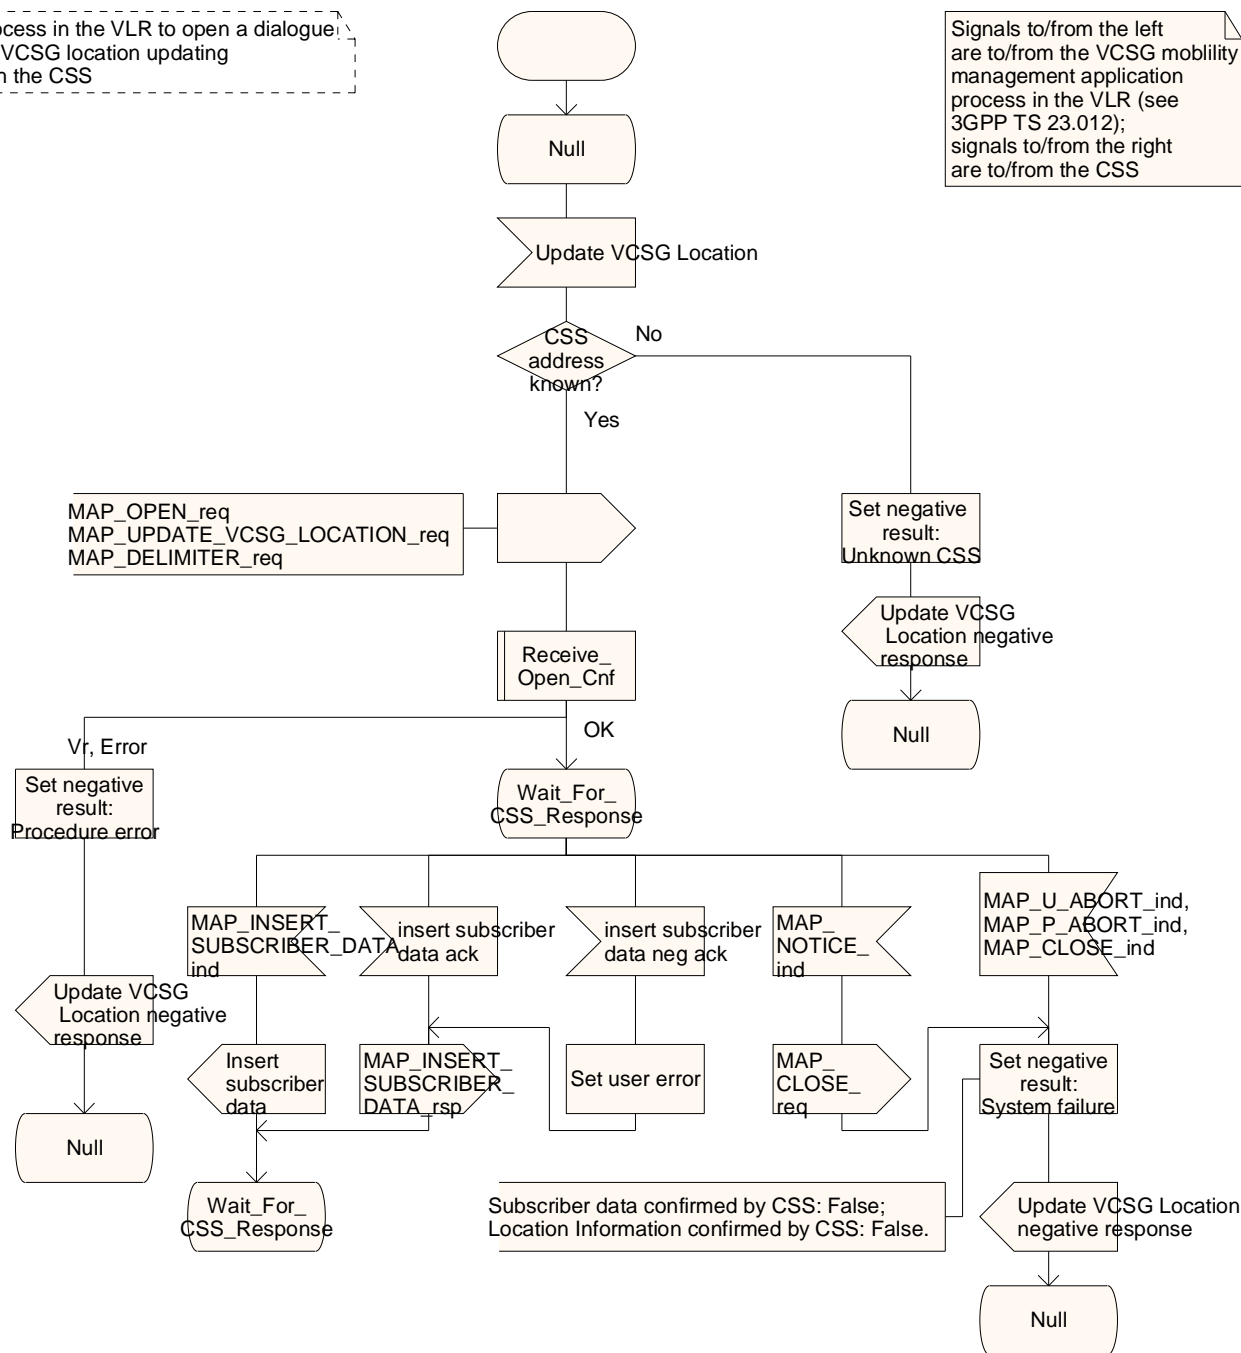 to open a dialogue
VCSG location updating
the CSS
Signals to/from the left
are to/from the VCSG moblility
management application
process in the VLR (see
3GPP TS 23.012);
signals to/from the right
are to/from the CSS
Null
Update VCSG Location
CSS
address
known?
No
Yes
MAP_OPEN_req
MAP_UPDATE_VCSG_LOCATION_req
MAP_DELIMITER_req
Set negative
result:
Unknown CSS
Update VCSG
Location negative
response
Null
Receive_
Open_Cnf
OK
Vr, Error
Set negative
result:
Procedure error
Wait_For_
CSS_Response
MAP_INSERT_
SUBSCRIBER_DATA_
ind
insert subscriber
data ack
insert subscriber
data neg ack
MAP_
NOTICE_
ind
MAP_U_ABORT_ind,
MAP_P_ABORT_ind,
MAP_CLOSE_ind
Update VCSG
Location negative
response
Null
Insert
subscriber
data
MAP_INSERT_
SUBSCRIBER_
DATA_rsp
Set user error
MAP_
CLOSE_
req
Set negative
result:
System failure
Wait_For_
CSS_Response
Subscriber data confirmed by CSS: False;
Location Information confirmed by CSS: False.
Update VCSG Location
negative response
Null